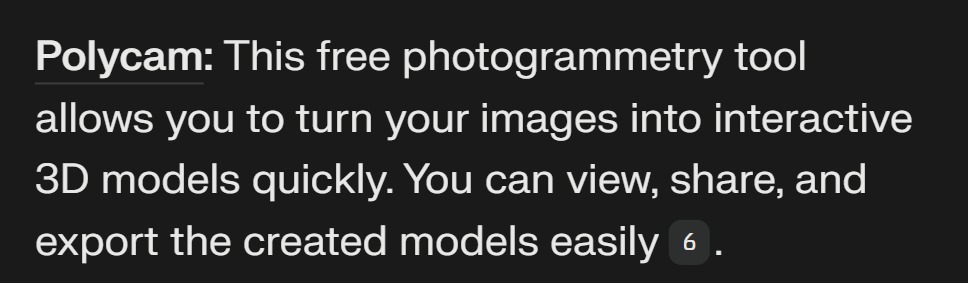 Polycam: This free photogrammetry tool
allows you to turn your images into interactive
3D models quickly. You can view, share, and
export the created models easily 6 .